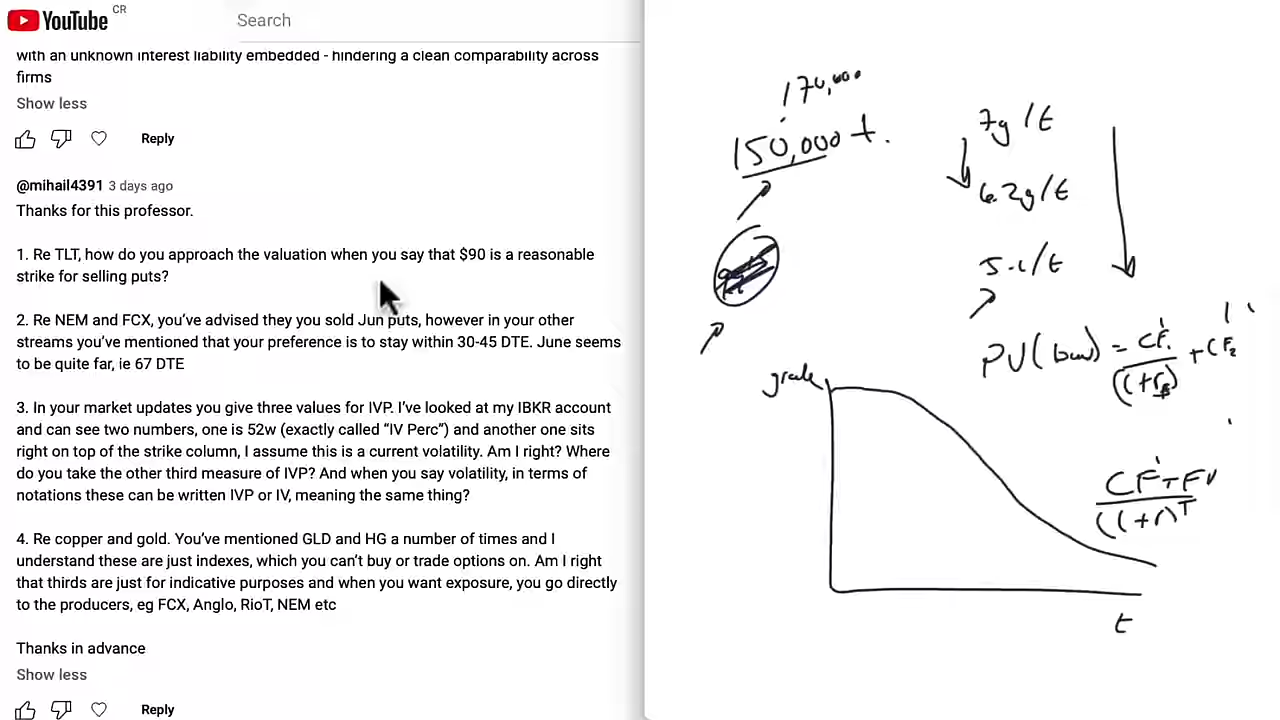 YouTube CR
Search
with an unknown interest liability embedded - hindering a clean comparability across
firms
Show less
Reply
@mihail4391 3 days ago
Thanks for this professor.
1. Re TLT, how do you approach the valuation when you say that $90 is a reasonable
strike for selling puts?
2. Re NEM and FCX, you’ve advised they you sold Jun puts, however in your other
streams you’ve mentioned that your preference is to stay within 30-45 DTE. June seems
to be quite far, ie 67 DTE
3. In your market updates you give three values for IVP. I’ve looked at my IBKR account
and can see two numbers, one is 52w (exactly called “IV Perc”) and another one sits
right on top of the strike column, I assume this is a current volatility. Am I right? Where
do you take the other third measure of IVP? And when you say volatility, in terms of
notations these can be written IVP or IV, meaning the same thing?
4. Re copper and gold. You’ve mentioned GLD and HG a number of times and I
understand these are just indexes, which you can’t buy or trade options on. Am I right
that thirds are just for indicative purposes and when you want exposure, you go directly
to the producers, eg FCX, Anglo, RioT, NEM etc
Thanks in advance
Show less
Reply
170,000
150,000 t.
7g/t
6.2g/t
grade
t